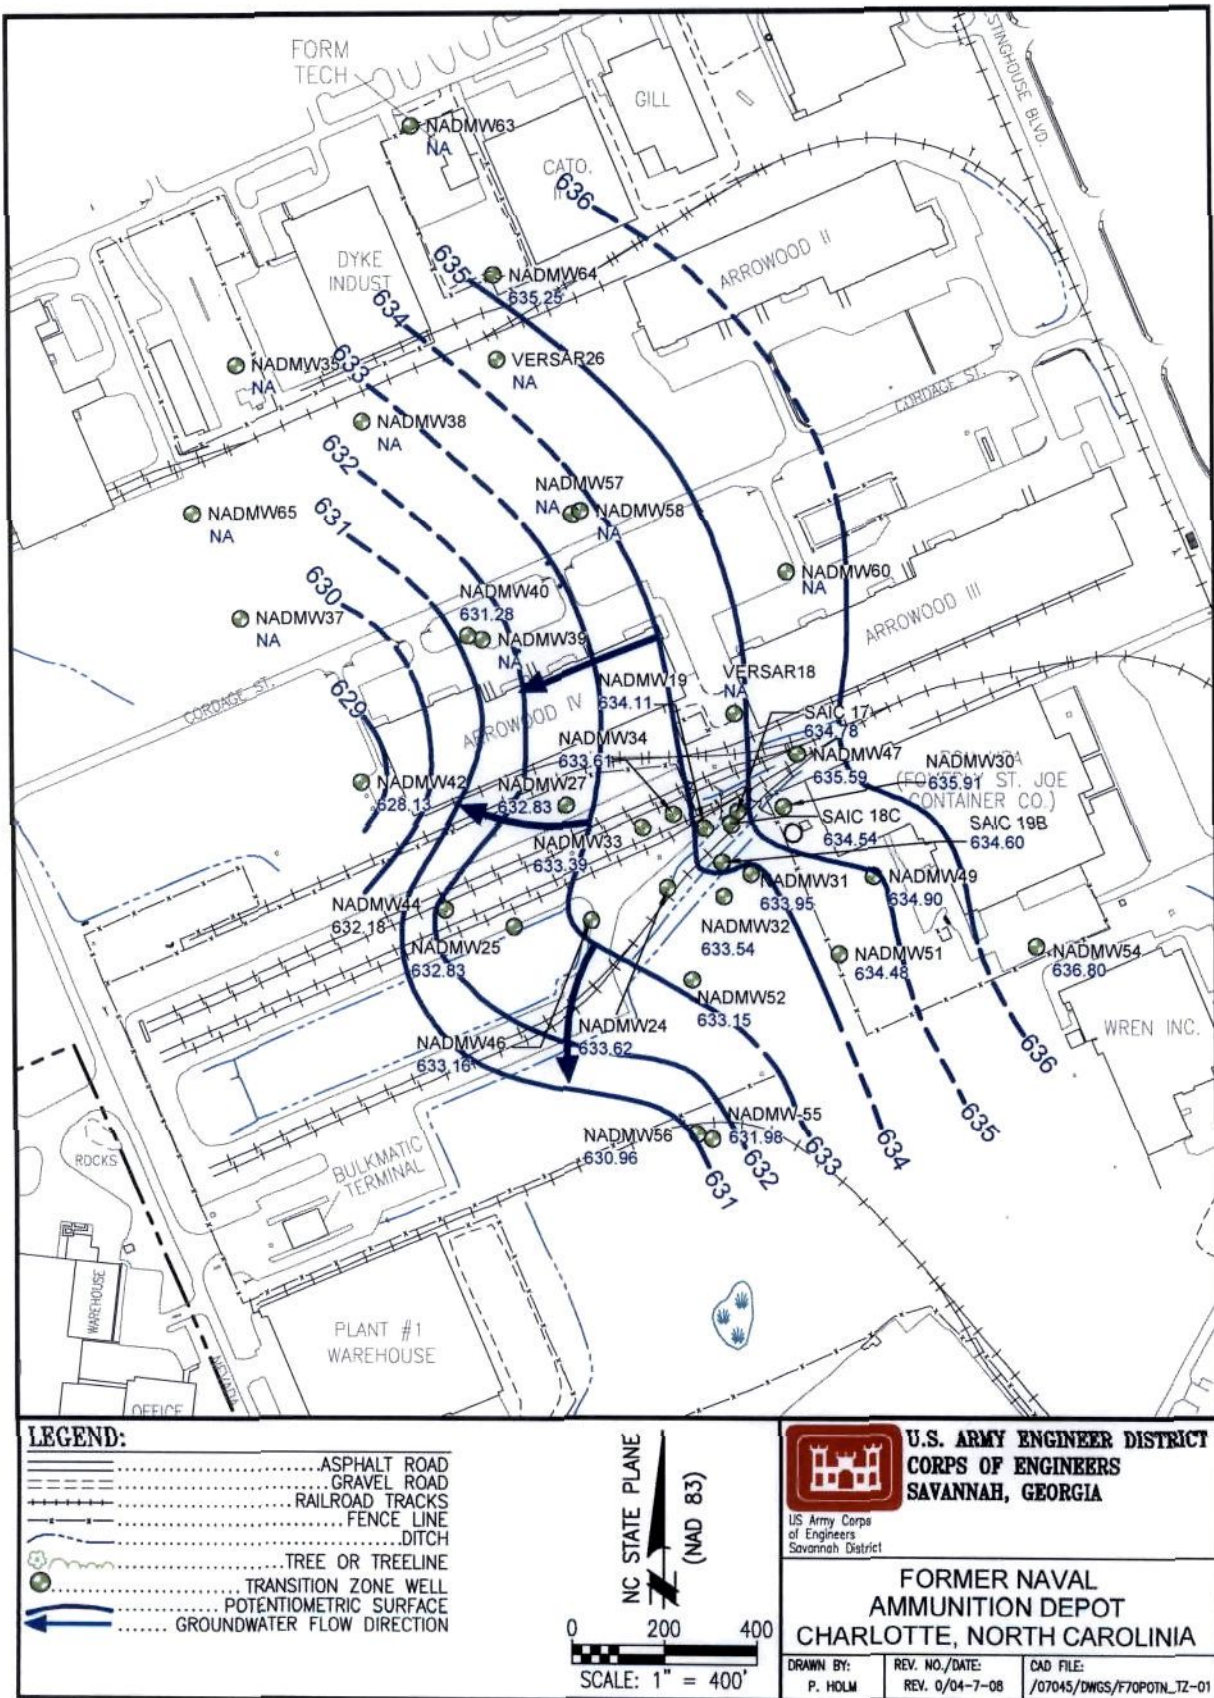 FORM
TECH
GILL
STINGHOUSE BLVD.
NADMW63
NA
CATO.
636
DYKE
INDUST
635
NADMW64
635.25
ARROWOOD II
634
633
NADMW35
NA
VERSAR26
NA
CORDAGE ST.
NADMW38
NA
632
631
NADMW57
NA
NADMW58
NA
NADMW65
NA
630
NADMW60
NA
NADMW40
631.28
ARROWOOD III
NADMW37
NA
NADMW39
NA
629
CORDAGE ST.
ARROWOOD IV
NADMW19
634.11
VERSAR18
NA
SAIC 17
634.78
NADMW34
633.61
NADMW47
635.59
NADMW30
635.91
NADMW42
628.13
NADMW27
632.83
(FOMERLY ST. JOE
CONTAINER CO.)
SAIC 18C
634.54
SAIC 19B
634.60
NADMW33
633.39
NADMW31
633.95
NADMW49
634.90
NADMW44
632.18
NADMW32
633.54
NADMW25
632.83
NADMW51
634.48
NADMW54
636.80
NADMW52
633.15
NADMW24
633.62
NADMW46
633.16
WREN INC.
636
635
NADMW-55
631.98
NADMW56
630.96
634
633
632
631
ROCKS
BULKMATIC
TERMINAL
WAREHOUSE
PLANT #1
WAREHOUSE
NEVADA
OFFICE
LEGEND:
ASPHALT ROAD
GRAVEL ROAD
RAILROAD TRACKS
FENCE LINE
DITCH
TREE OR TREELINE
TRANSITION ZONE WELL
POTENTIOMETRIC SURFACE
GROUNDWATER FLOW DIRECTION
NC STATE PLANE
(NAD 83)
0 200 400
SCALE: 1" = 400'
U.S. ARMY ENGINEER DISTRICT
CORPS OF ENGINEERS
SAVANNAH, GEORGIA
US Army Corps
of Engineers
Savannah District
FORMER NAVAL
AMMUNITION DEPOT
CHARLOTTE, NORTH CAROLINIA
DRAWN BY:
P. HOLM
REV. NO./DATE:
REV. 0/04-7-08
CAD FILE:
/07045/DWGS/F70POTN_TZ-01